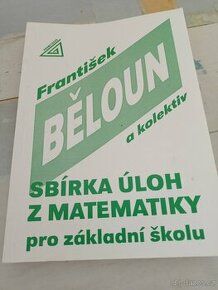 František
BĚLOUN
a kolektiv
SBÍRKA ÚLOH
Z MATEMATIKY
pro základní školu